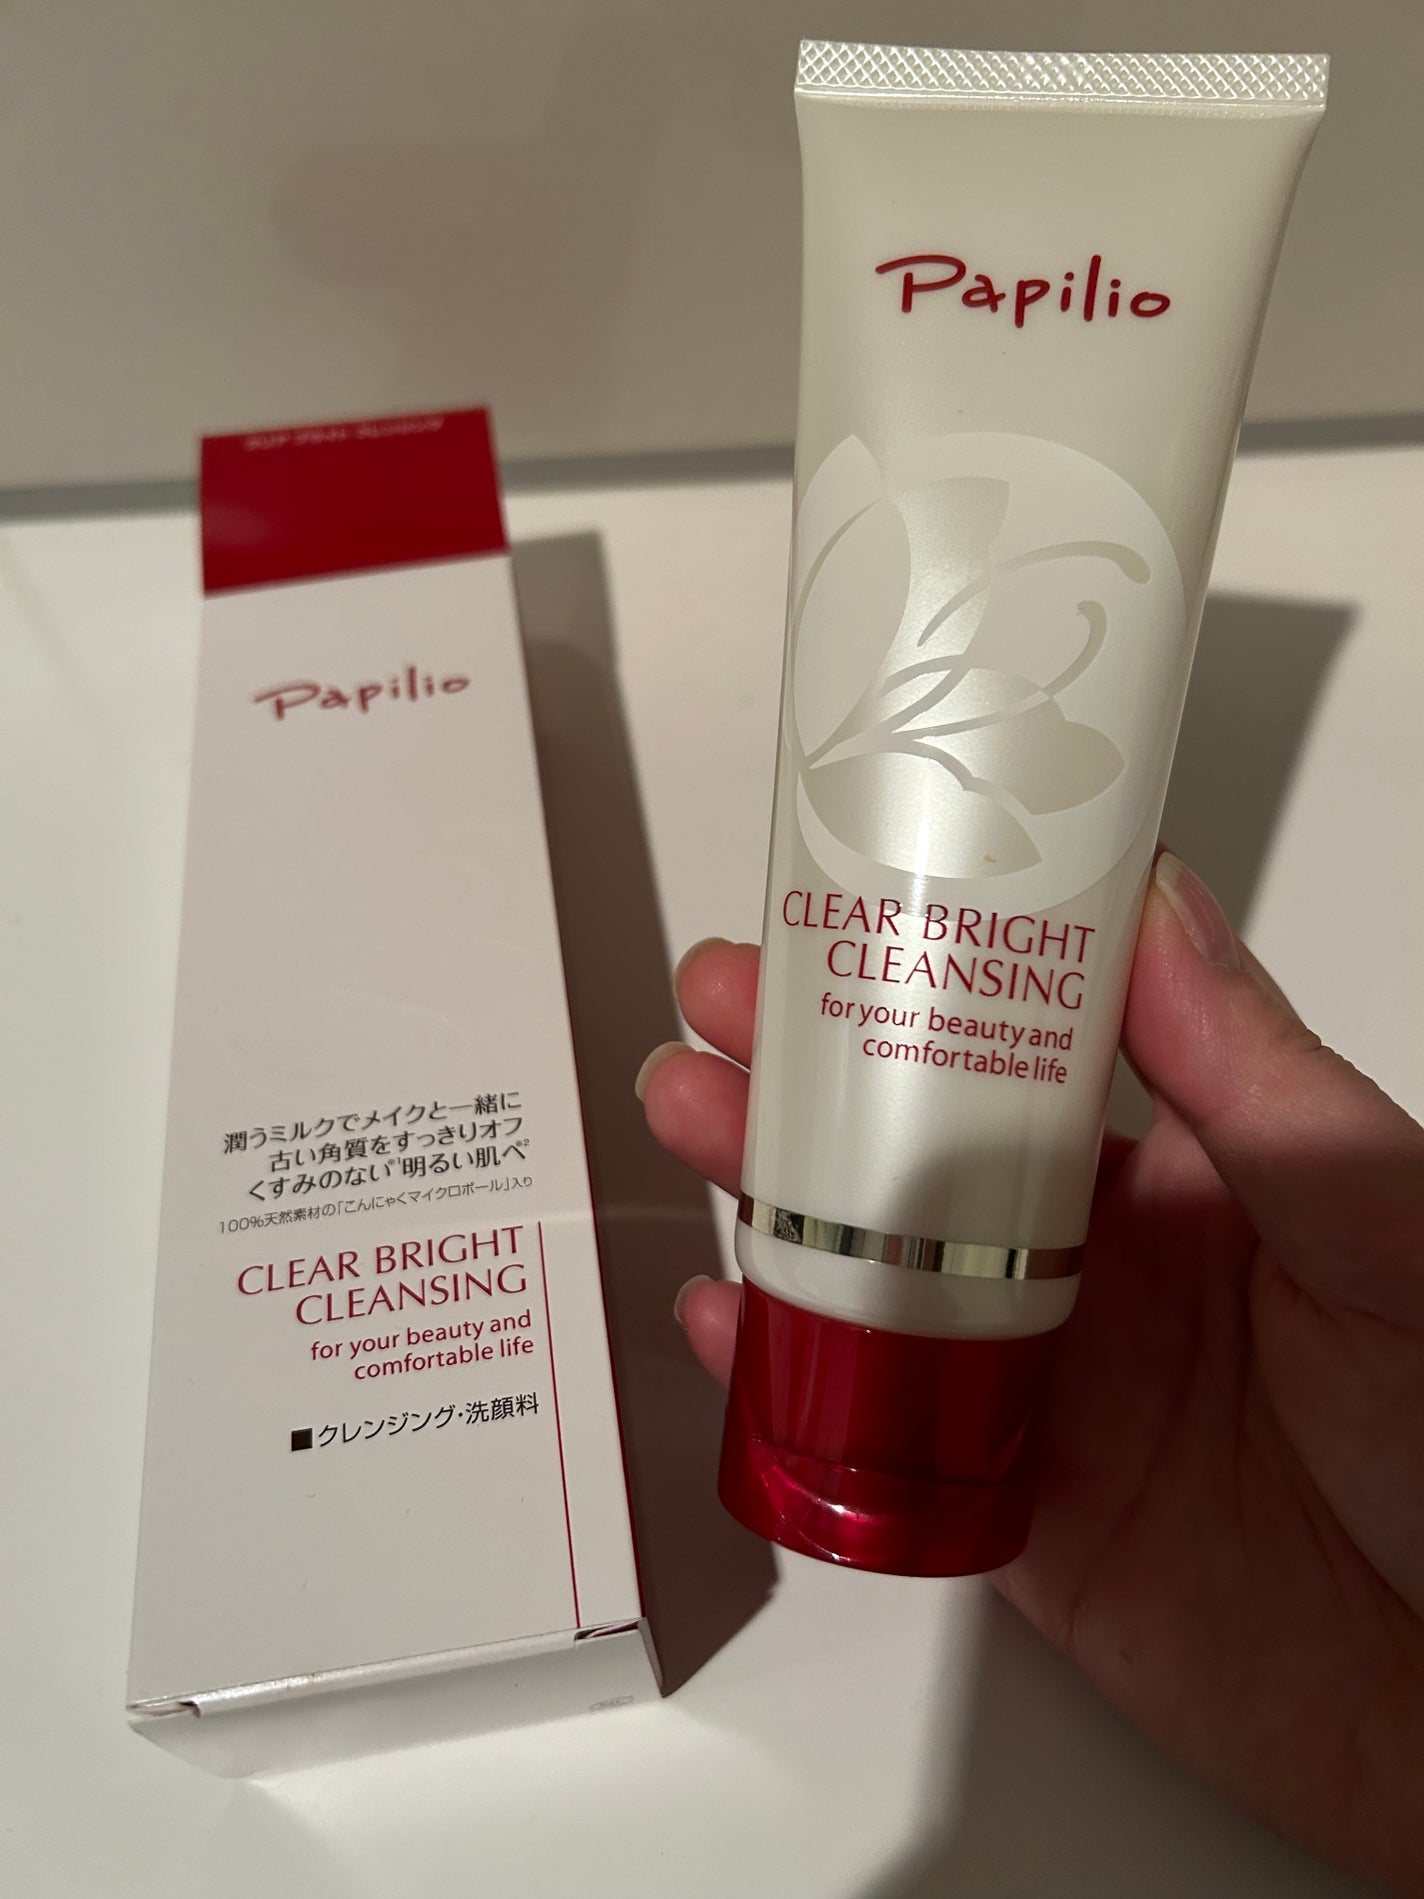 Papilio
潤うミルクでメイクと一緒に
古い角質をすっきりオフ
くすみのない※1明るい肌へ※2
100%天然素材の「こんにゃくマイクロボール」入り
CLEAR BRIGHT
CLEANSING
for your beauty and
comfortable life
■クレンジング・洗顔料
Papilio
CLEAR BRIGHT
CLEANSING
for your beauty and
comfortable life